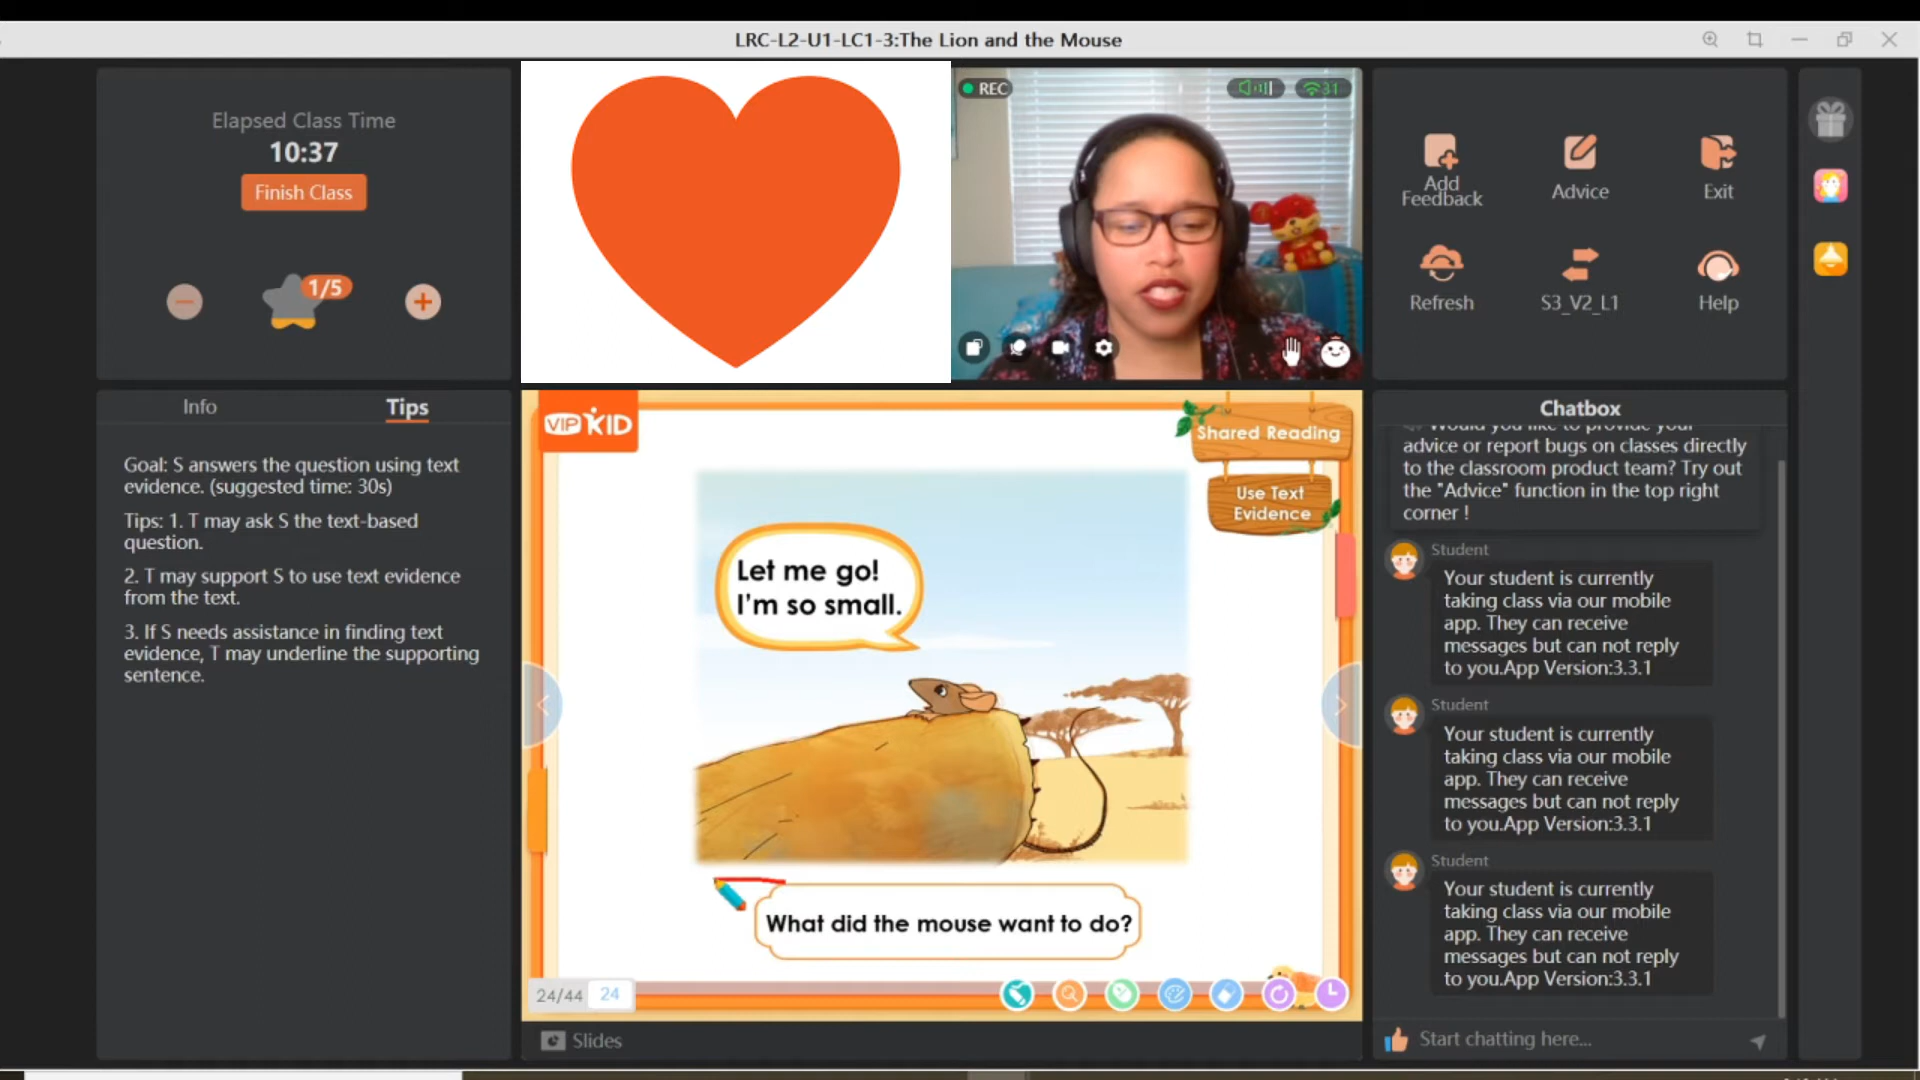 LRC-L2-U1-LC1-3:The Lion and the Mouse
Elapsed Class Time
10:37
Finish Class
1/5
REC
31
Add
Feedback
Advice
Exit
Refresh
S3_V2_L1
Help
Info
Tips
Goal: S answers the question using text
evidence. (suggested time: 30s)
Tips: 1. T may ask S the text-based
question.
2. T may support S to use text evidence
from the text.
3. If S needs assistance in finding text
evidence, T may underline the supporting
sentence.
VIPKID
Shared Reading
Use Text
Evidence
Let me go!
I'm so small.
What did the mouse want to do?
24/44
24
Slides
Chatbox
Would you like to provide your
advice or report bugs on classes directly
to the classroom product team? Try out
the "Advice" function in the top right
corner !
Student
Your student is currently
taking class via our mobile
app. They can receive
messages but can not reply
to you.App Version:3.3.1
Student
Your student is currently
taking class via our mobile
app. They can receive
messages but can not reply
to you.App Version:3.3.1
Student
Your student is currently
taking class via our mobile
app. They can receive
messages but can not reply
to you.App Version:3.3.1
Start chatting here...